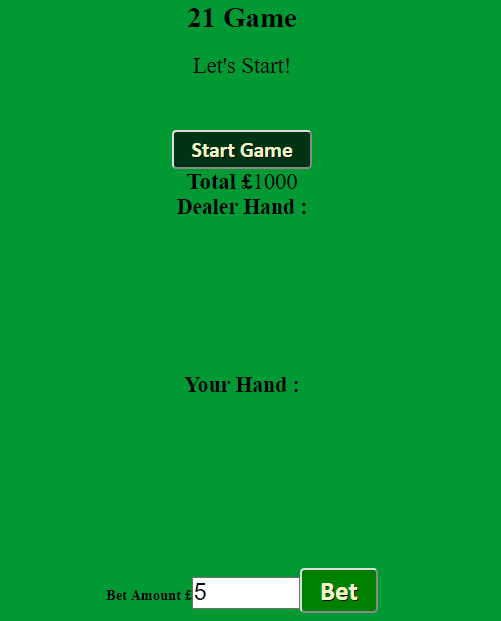 21 Game
Let's Start!
Start Game
Total £1000
Dealer Hand :
Your Hand :
Bet Amount £5 Bet